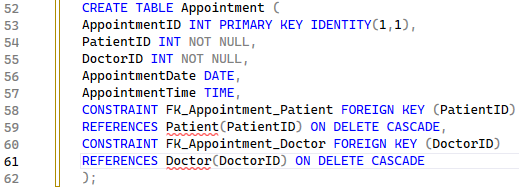 52 CREATE TABLE Appointment (
53 AppointmentID INT PRIMARY KEY IDENTITY(1,1),
54 PatientID INT NOT NULL,
55 DoctorID INT NOT NULL,
56 AppointmentDate DATE,
57 AppointmentTime TIME,
58 CONSTRAINT FK_Appointment_Patient FOREIGN KEY (PatientID)
59 REFERENCES Patient(PatientID) ON DELETE CASCADE,
60 CONSTRAINT FK_Appointment_Doctor FOREIGN KEY (DoctorID)
61 REFERENCES Doctor(DoctorID) ON DELETE CASCADE
62 );